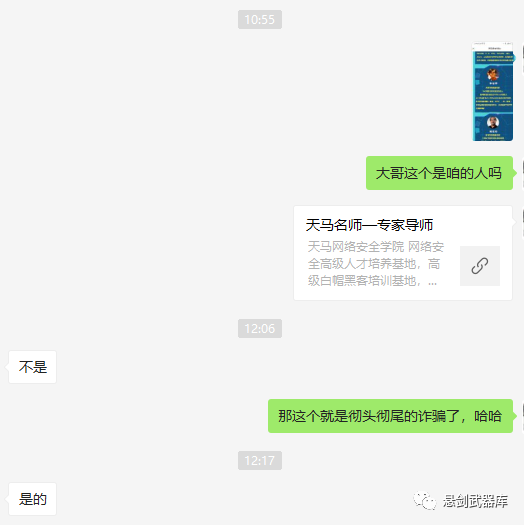 10:55
大哥这个是咱的人吗
天马名师—专家导师
天马网络安全学院 网络安
全高级人才培养基地，高
级白帽黑客培训基地，...
12:06
不是
那这个就是彻头彻尾的诈骗了，哈哈
12:17
是的
悬剑武器库